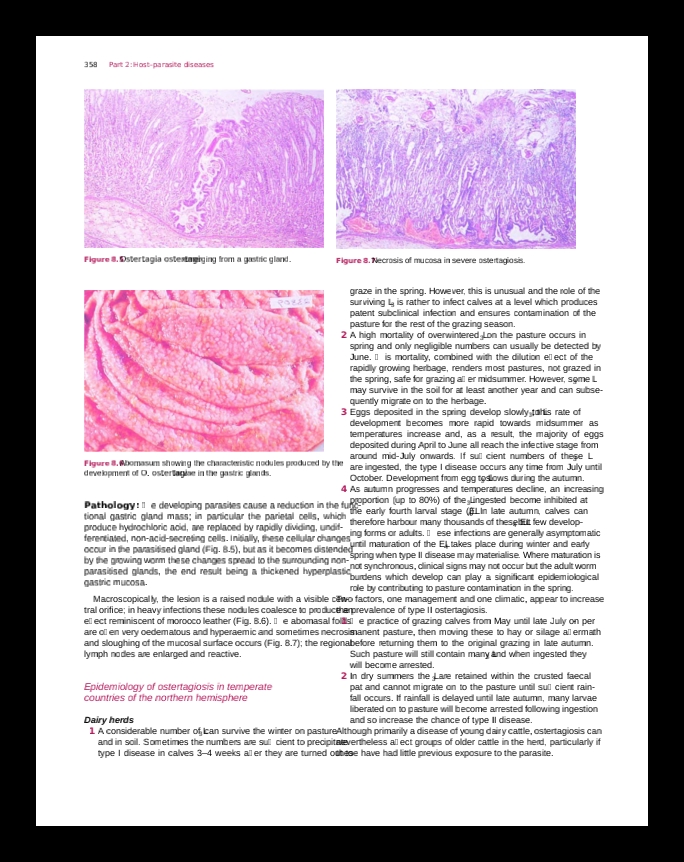 358 Part 2: Host-parasite diseases
Figure 8.5 Ostertagia ostertagi emerging from a gastric gland.
Figure 8.7 Necrosis of mucosa in severe ostertagiosis.
Figure 8.6 Abomasum showing the characteristic nodules produced by the
development of O. ostertagi larvae in the gastric glands.
Pathology: e developing parasites cause a reduction in the func-
tional gastric gland mass; in particular the parietal cells, which
produce hydrochloric acid, are replaced by rapidly dividing, undif-
ferentiated, non-acid-secreting cells. Initially, these cellular changes
occur in the parasitised gland (Fig. 8.5), but as it becomes distended
by the growing worm these changes spread to the surrounding non-
parasitised glands, the end result being a thickened hyperplastic
gastric mucosa.
Macroscopically, the lesion is a raised nodule with a visible cen-
tral orifice; in heavy infections these nodules coalesce to produce an
e ect reminiscent of morocco leather (Fig. 8.6). e abomasal folds
are o en very oedematous and hyperaemic and sometimes necrosis
and sloughing of the mucosal surface occurs (Fig. 8.7); the regional
lymph nodes are enlarged and reactive.
Epidemiology of ostertagiosis in temperate
countries of the northern hemisphere
Dairy herds
1 A considerable number of L3 can survive the winter on pasture
and in soil. Sometimes the numbers are su cient to precipitate
type I disease in calves 3–4 weeks a er they are turned out to
graze in the spring. However, this is unusual and the role of the
surviving L3 is rather to infect calves at a level which produces
patent subclinical infection and ensures contamination of the
pasture for the rest of the grazing season.
2 A high mortality of overwintered L3 on the pasture occurs in
spring and only negligible numbers can usually be detected by
June. is mortality, combined with the dilution e ect of the
rapidly growing herbage, renders most pastures, not grazed in
the spring, safe for grazing a er midsummer. However, some L3
may survive in the soil for at least another year and can subse-
quently migrate on to the herbage.
3 Eggs deposited in the spring develop slowly to L3; this rate of
development becomes more rapid towards midsummer as
temperatures increase and, as a result, the majority of eggs
deposited during April to June all reach the infective stage from
around mid-July onwards. If su cient numbers of these L3
are ingested, the type I disease occurs any time from July until
October. Development from egg to L3 slows during the autumn.
4 As autumn progresses and temperatures decline, an increasing
proportion (up to 80%) of the L3 ingested become inhibited at
the early fourth larval stage (EL4). In late autumn, calves can
therefore harbour many thousands of these EL4 but few develop-
ing forms or adults. ese infections are generally asymptomatic
until maturation of the EL4 takes place during winter and early
spring when type II disease may materialise. Where maturation is
not synchronous, clinical signs may not occur but the adult worm
burdens which develop can play a significant epidemiological
role by contributing to pasture contamination in the spring.
Two factors, one management and one climatic, appear to increase
the prevalence of type II ostertagiosis.
1 e practice of grazing calves from May until late July on per
manent pasture, then moving these to hay or silage a ermath
before returning them to the original grazing in late autumn.
Such pasture will still contain many L3 and when ingested they
will become arrested.
2 In dry summers the L3 are retained within the crusted faecal
pat and cannot migrate on to the pasture until su cient rain-
fall occurs. If rainfall is delayed until late autumn, many larvae
liberated on to pasture will become arrested following ingestion
and so increase the chance of type II disease.
Although primarily a disease of young dairy cattle, ostertagiosis can
nevertheless a ect groups of older cattle in the herd, particularly if
these have had little previous exposure to the parasite.